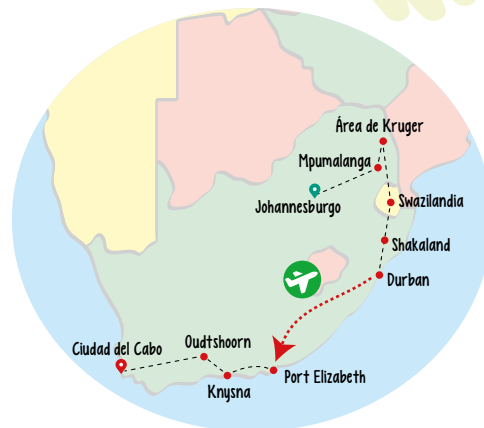 Área de Kruger
Mpumalanga
Johannesburgo
Swazilandia
Shakaland
Durban
Ciudad del Cabo
Oudtshoorn
Knysna
Port Elizabeth